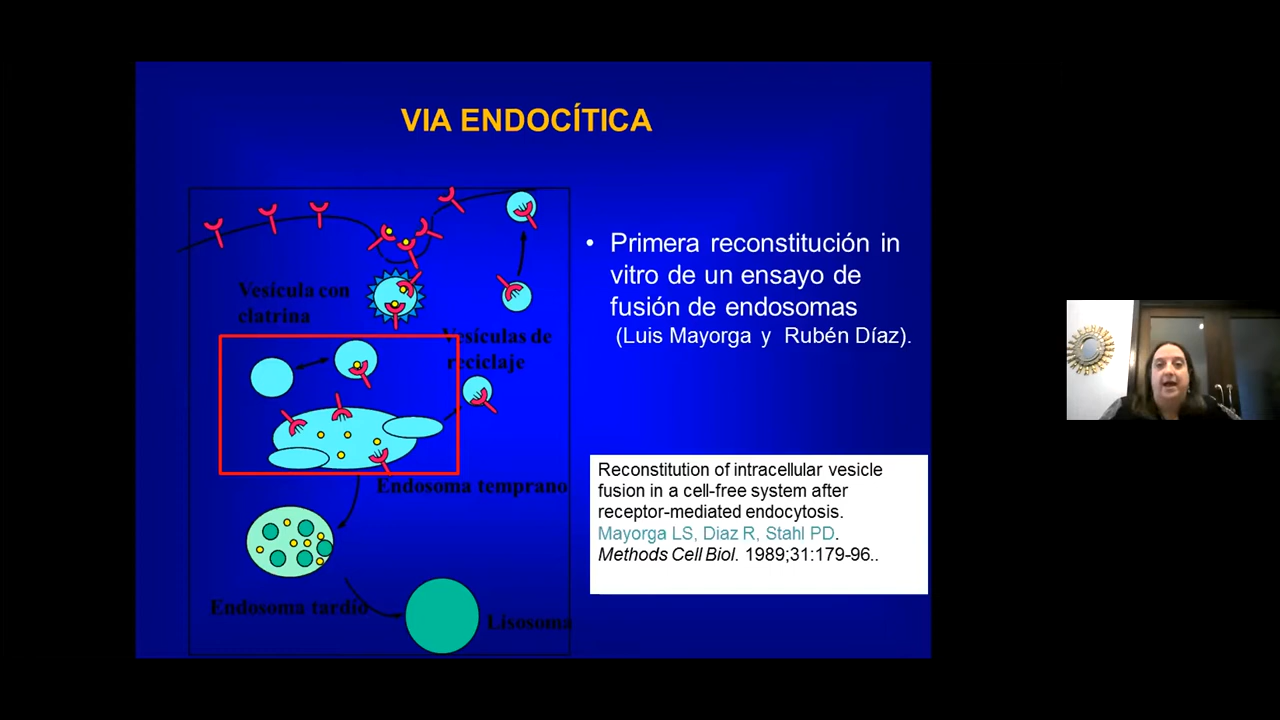 VIA ENDOCÍTICA
Vesícula con
clatrina
Vesículas de
reciclaje
Endosoma temprano
Endosoma tardío
Lisosoma
• Primera reconstitución in
vitro de un ensayo de
fusión de endosomas
(Luis Mayorga y Rubén Díaz).
Reconstitution of intracellular vesicle
fusion in a cell-free system after
receptor-mediated endocytosis.
Mayorga LS, Diaz R, Stahl PD.
Methods Cell Biol. 1989;31:179-96..